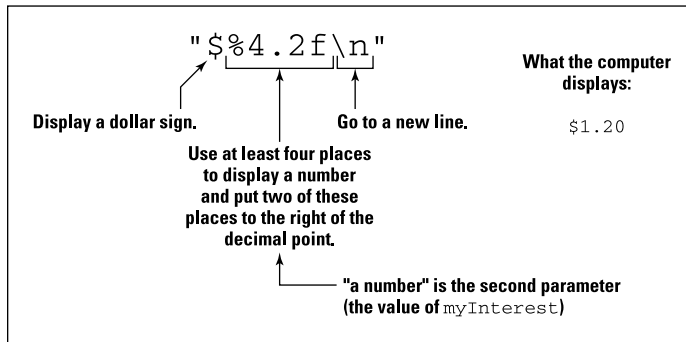 "$%4.2f\n"
Display a dollar sign.
Go to a new line.
Use at least four places
to display a number
and put two of these
places to the right of the
decimal point.
"a number" is the second parameter
(the value of myInterest)
What the computer
displays:
$1.20